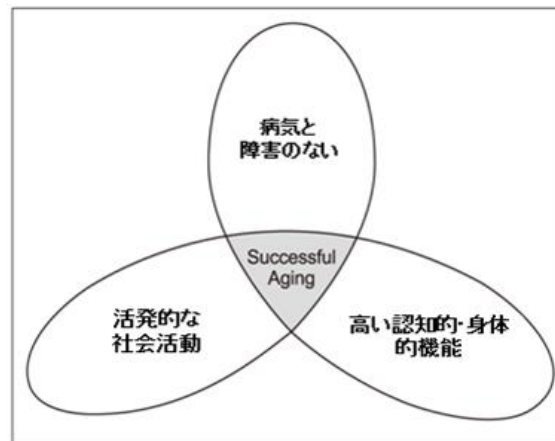 病気と
障害のない
Successful
Aging
活発的な
社会活動
高い認知的·身体
的機能